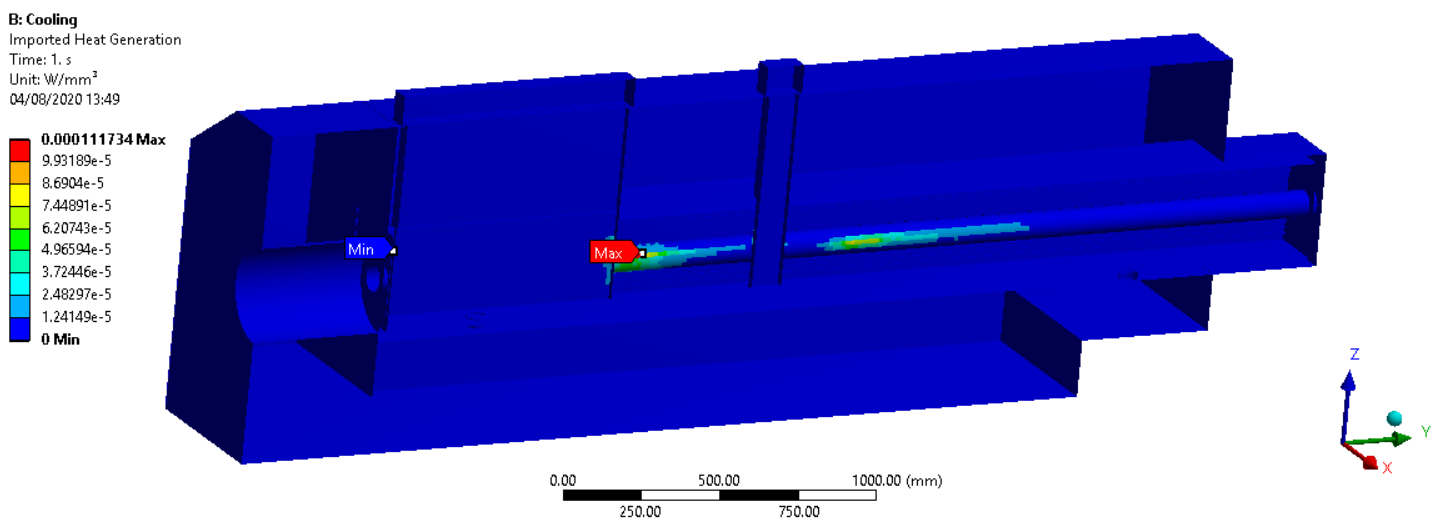 B: Cooling
Imported Heat Generation
Time: 1. s
Unit: W/mm³
04/08/2020 13:49
0.000111734 Max
9.93189e-5
8.6904e-5
7.44891e-5
6.20743e-5
4.96594e-5
3.72446e-5
2.48297e-5
1.24149e-5
0 Min
Min
Max
0.00 500.00 1000.00 (mm)
250.00 750.00
Z
Y
X